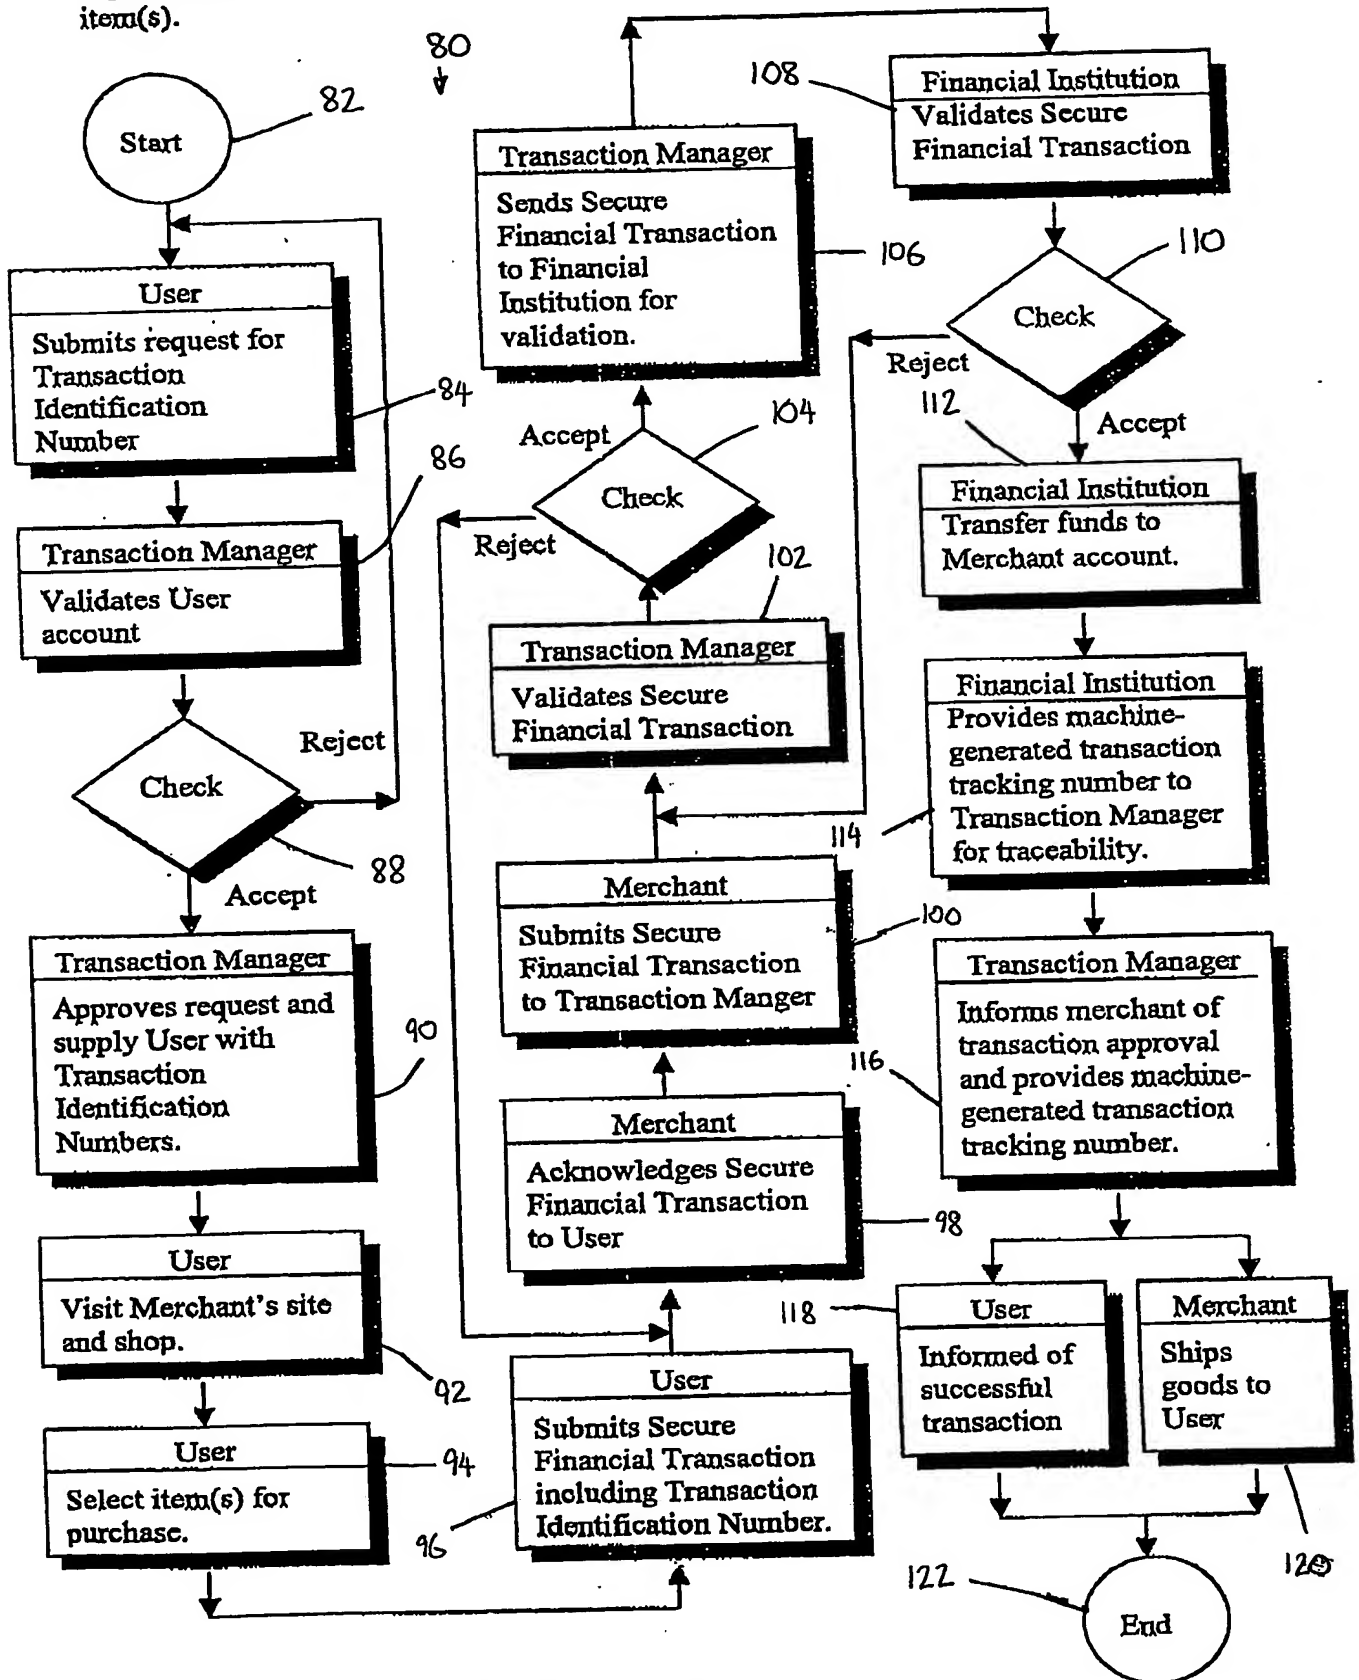 item(s).
80
Start
82
User
Submits request for
Transaction
Identification
Number
84
Transaction Manager
Validates User
account
86
Check
Reject
88
Accept
Transaction Manager
Approves request and
supply User with
Transaction
Identification
Numbers.
90
User
Visit Merchant's site
and shop.
92
User
Select item(s) for
purchase.
94
User
Submits Secure
Financial Transaction
including Transaction
Identification Number.
96
Merchant
Acknowledges Secure
Financial Transaction
to User
98
Merchant
Submits Secure
Financial Transaction
to Transaction Manger
100
Transaction Manager
Validates Secure
Financial Transaction
102
Check
Reject
104
Accept
Transaction Manager
Sends Secure
Financial Transaction
to Financial
Institution for
validation.
106
Financial Institution
Validates Secure
Financial Transaction
108
Check
Reject
110
Accept
112
Financial Institution
Transfer funds to
Merchant account.
Financial Institution
Provides machine-
generated transaction
tracking number to
Transaction Manager
for traceability.
114
Transaction Manager
Informs merchant of
transaction approval
and provides machine-
generated transaction
tracking number.
116
User
Informed of
successful
transaction
118
Merchant
Ships
goods to
User
120
End
122